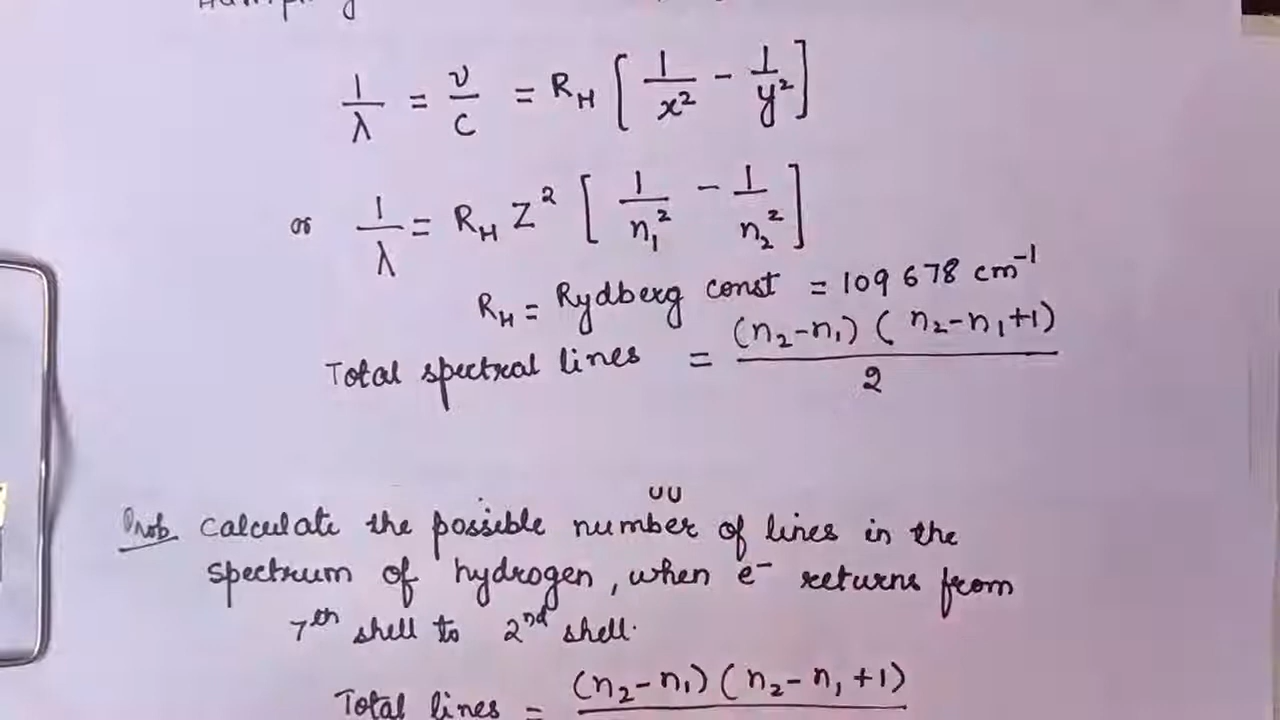 1/λ = ν/c = R_H [ 1/x² - 1/y² ]
or 1/λ = R_H Z² [ 1/n₁² - 1/n₂² ]
R_H = Rydberg const = 109 678 cm⁻¹
Total spectral lines = (n₂-n₁) ( n₂-n₁+1) / 2
Prob. Calculate the possible number of lines in the
spectrum of hydrogen, when e⁻ returns from
7th shell to 2nd shell.
Total lines = (n₂-n₁) (n₂-n₁+1)